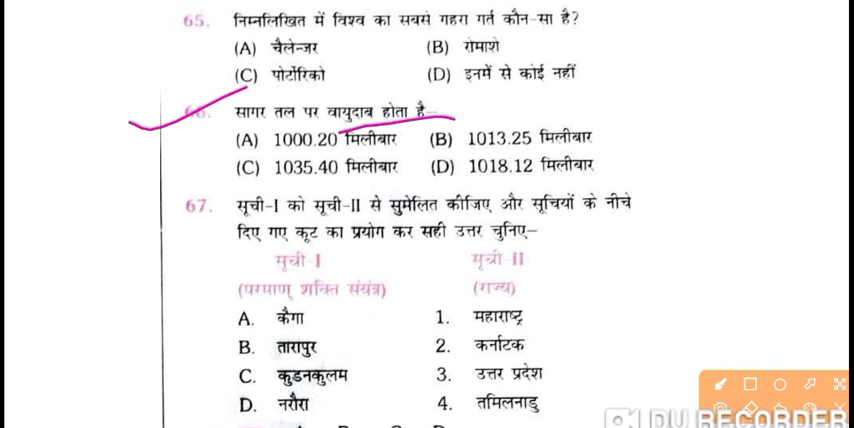 65. निम्नलिखित में विश्व का सबसे गहरा गर्त कौन-सा है?
(A) चैलेन्जर (B) रोमाशे
(C) पोर्टोरिको (D) इनमें से कोई नहीं
66. सागर तल पर वायुदाब होता है-
(A) 1000.20 मिलीबार (B) 1013.25 मिलीबार
(C) 1035.40 मिलीबार (D) 1018.12 मिलीबार
67. सूची-I को सूची-II से सुमेलित कीजिए और सूचियों के नीचे
दिए गए कूट का प्रयोग कर सही उत्तर चुनिए–
सूची-I सूची-II
(परमाणु शक्ति संयंत्र) (राज्य)
A. कैगा 1. महाराष्ट्र
B. तारापुर 2. कर्नाटक
C. कुडनकुलम 3. उत्तर प्रदेश
D. नरौरा 4. तमिलनाडु
DU RECORDER